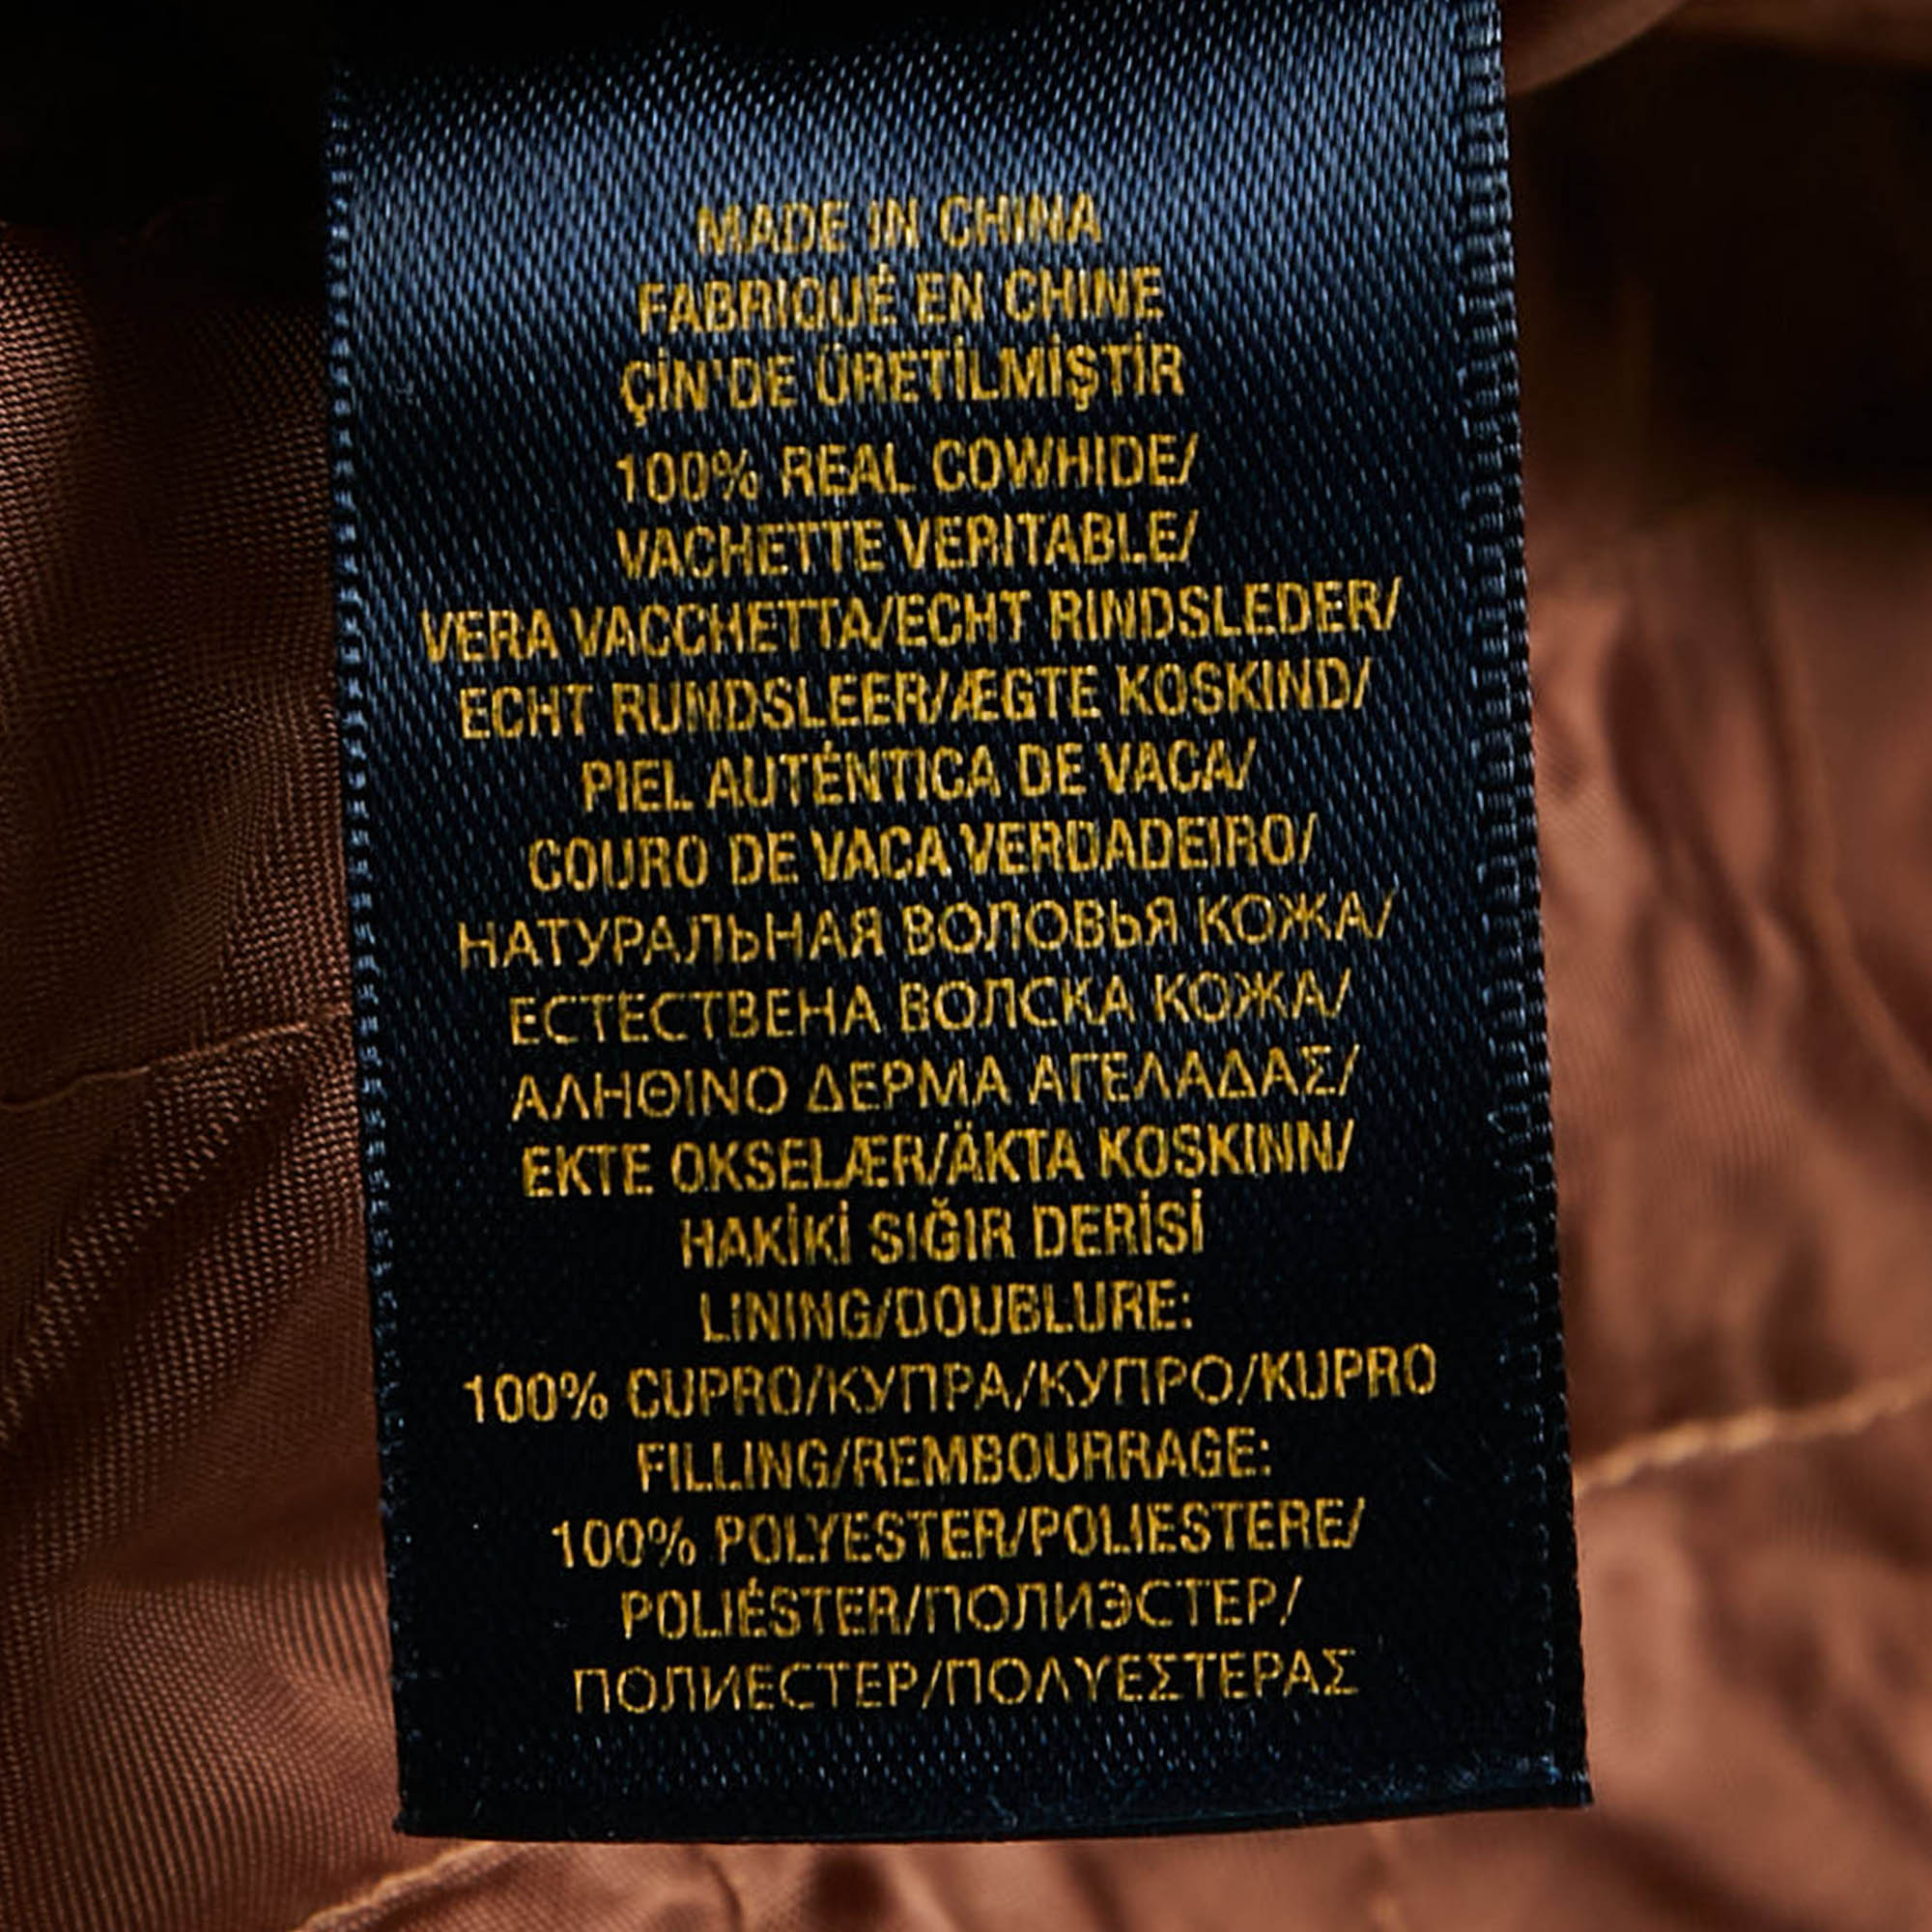 MADE IN CHINA
FABRIQUÉ EN CHINE
ÇİN'DE ÜRETİLMİŞTİR
100% REAL COWHIDE/
VACHETTE VERITABLE/
VERA VACCHETTA/ECHT RINDSLEDER/
ECHT RUNDSLEER/ÆGTE KOSKIND/
PIEL AUTÉNTICA DE VACA/
COURO DE VACA VERDADEIRO/
НАТУРАЛЬНАЯ ВОЛОВЬЯ КОЖА/
ЕСТЕСТВЕНА ВОЛСКА КОЖА/
ΑΛΗΘΙΝΟ ΔΕΡΜΑ ΑΓΕΛΑΔΑΣ/
EKTE OKSELÆR/ÄKTA KOSKINN/
HAKİKİ SIĞIR DERİSİ
LINING/DOUBLURE:
100% CUPRO/КУПРА/КУПРО/KUPRO
FILLING/REMBOURRAGE:
100% POLYESTER/POLIESTERE/
POLIÉSTER/ПОЛИЭСТЕР/
ПОЛИЕСТЕР/ΠΟΛΥΕΣΤΕΡΑΣ